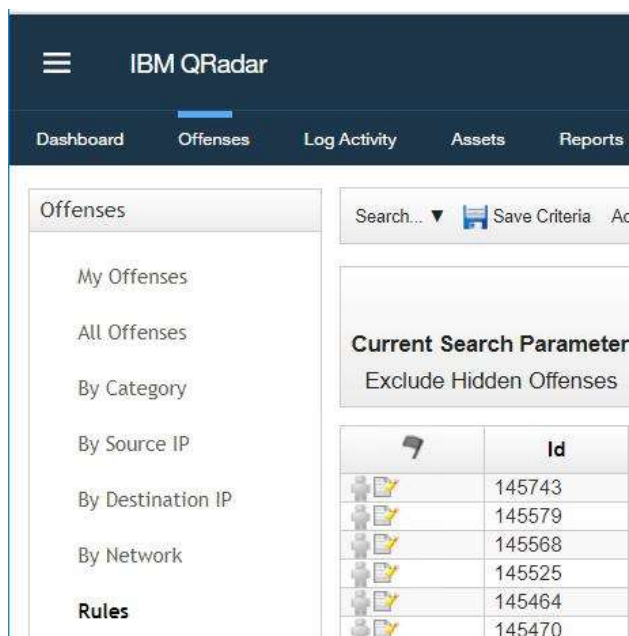 IBM QRadar
Dashboard Offenses Log Activity Assets Reports
Offenses
My Offenses
All Offenses
By Category
By Source IP
By Destination IP
By Network
Rules
Search... ▼ Save Criteria Ac
Current Search Parameter
Exclude Hidden Offenses
Id
145743
145579
145568
145525
145464
145470